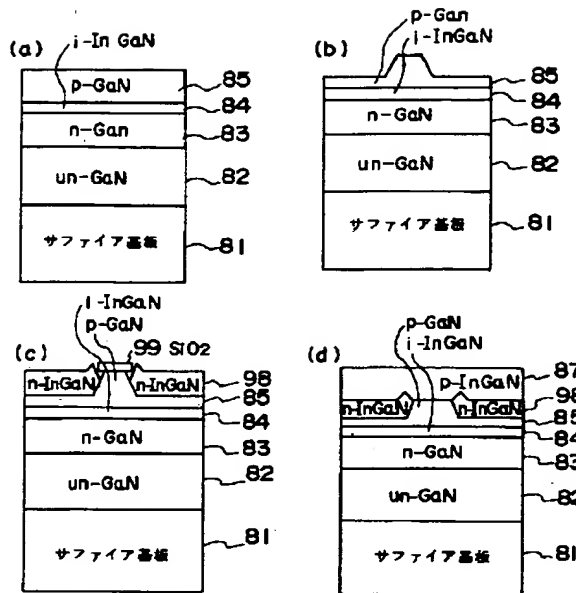 (a)
i-In GaN
p-GaN 85
84
n-Gan 83
un-GaN 82
サファイア基板 81
(b)
p-Gan
i-InGaN
85
84
n-GaN 83
un-GaN 82
サファイア基板 81
(c)
i-InGaN
p-GaN
99 SiO2
n-InGaN n-InGaN 98
85
84
n-GaN 83
un-GaN 82
サファイア基板 81
(d)
p-GaN
i-InGaN
87
p-InGaN
n-InGaN n-InGaN 98
85
84
n-GaN 83
un-GaN 82
サファイア基板 81